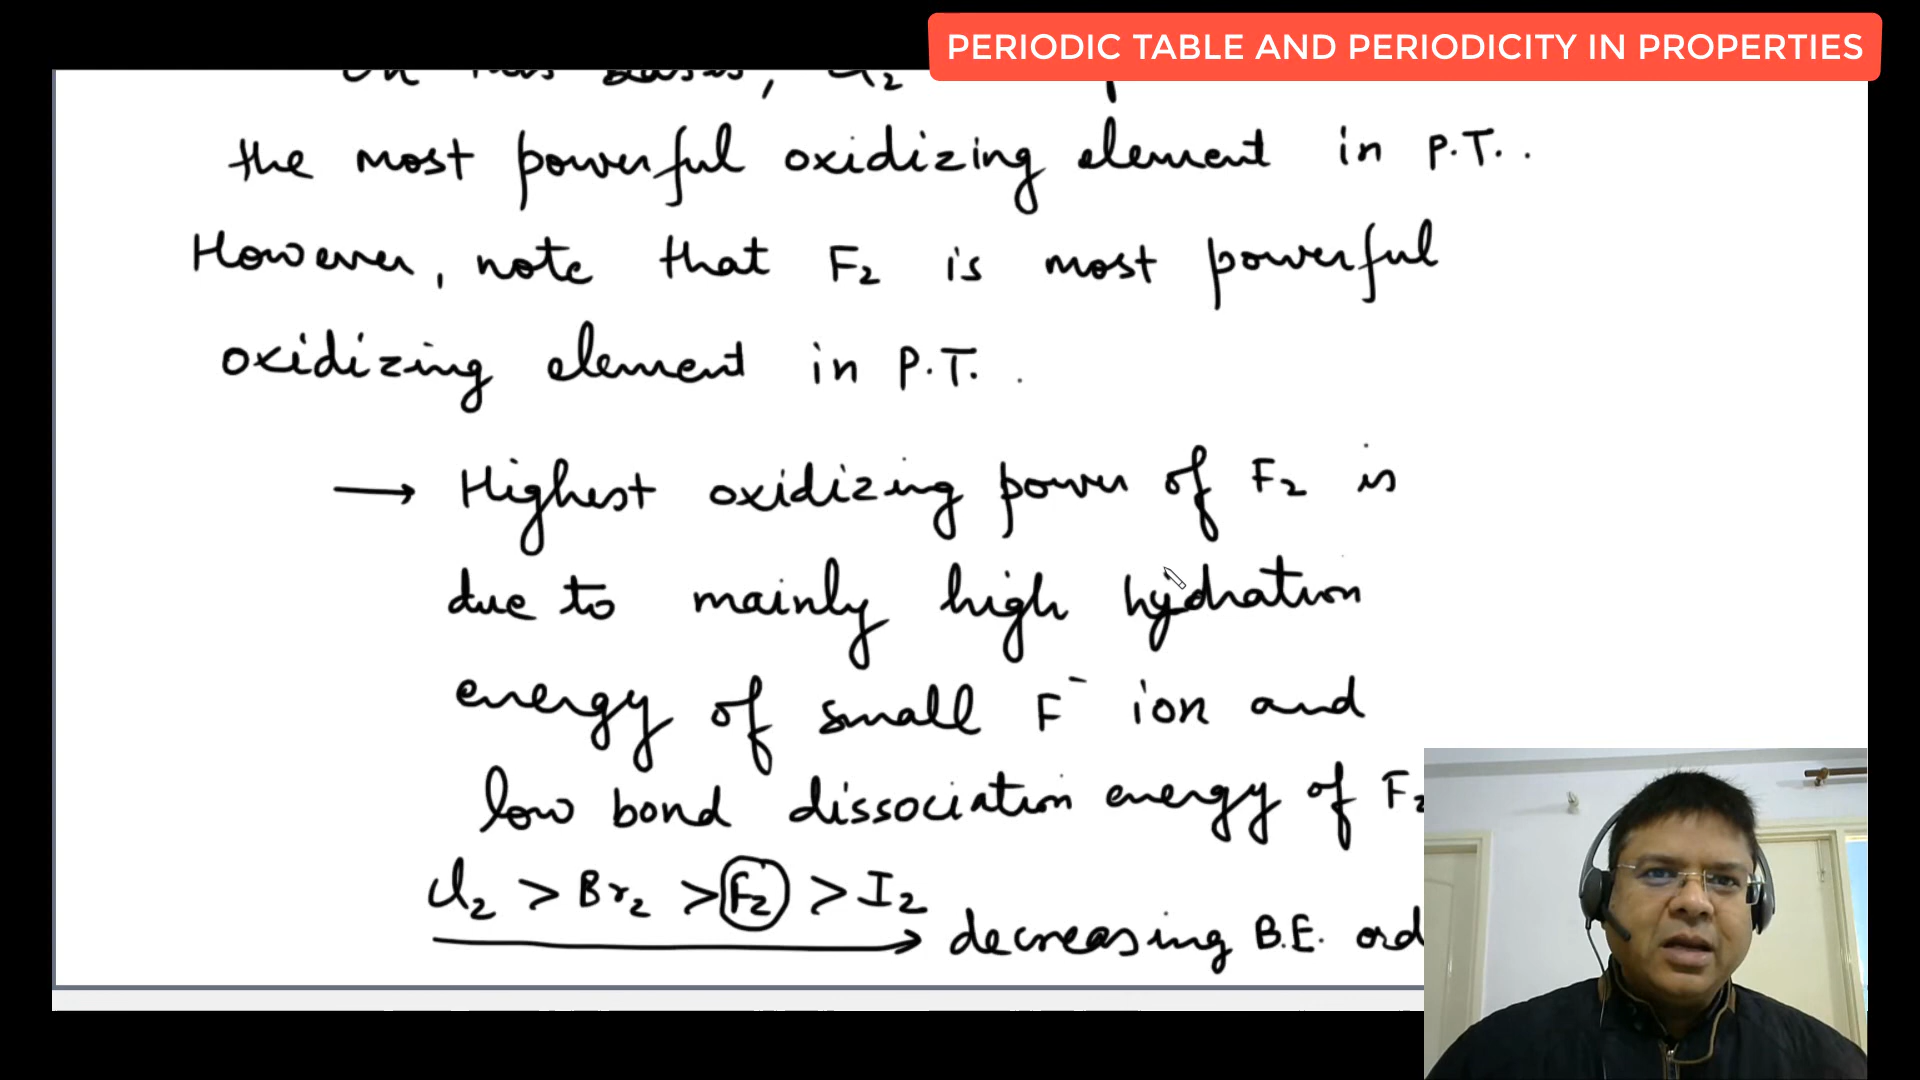 PERIODIC TABLE AND PERIODICITY IN PROPERTIES
the most powerful oxidizing element in P.T..
However, note that F₂ is most powerful
oxidizing element in P.T.
→ Highest oxidizing power of F₂ is
due to mainly high hydration
energy of small F⁻ ion and
low bond dissociation energy of F₂
Cl₂ > Br₂ > F₂ > I₂
decreasing B.E. ord